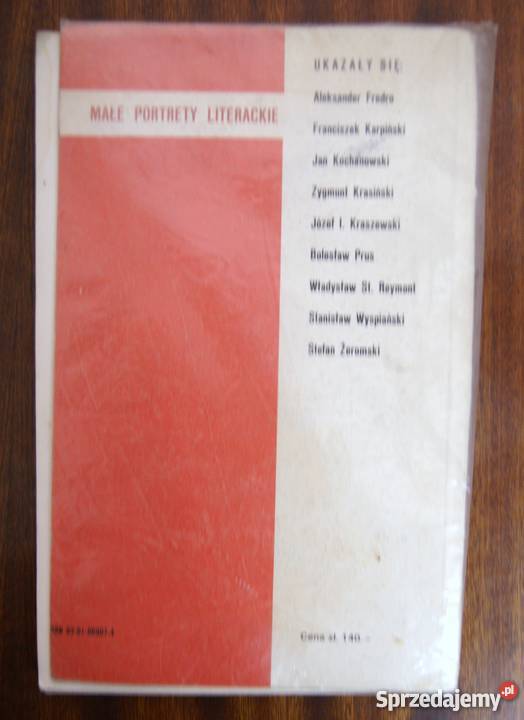 UKAZAŁY SIĘ:
MAŁE PORTRETY LITERACKIE
Aleksander Fredro
Franciszek Karpiński
Jan Kochanowski
Zygmunt Krasiński
Józef I. Kraszewski
Bolesław Prus
Władysław St. Reymont
Stanisław Wyspiański
Stefan Żeromski
Cena zł 140.–
Sprzedajemy.pl